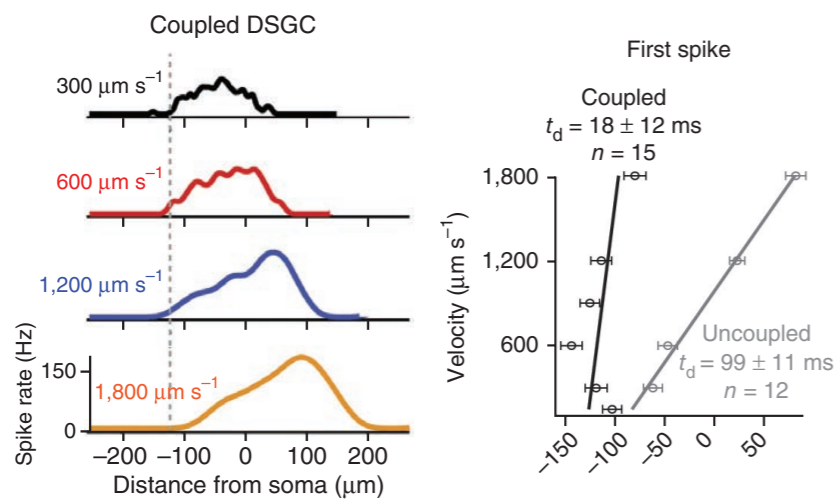 Coupled DSGC
300 µm s⁻¹
600 µm s⁻¹
1,200 µm s⁻¹
1,800 µm s⁻¹
Spike rate (Hz)
150
0
−200 −100 0 100 200
Distance from soma (µm)
First spike
Coupled
t_d = 18 ± 12 ms
n = 15
1,800
1,200
600
Velocity (µm s⁻¹)
Uncoupled
t_d = 99 ± 11 ms
n = 12
−150 −100 −50 0 50